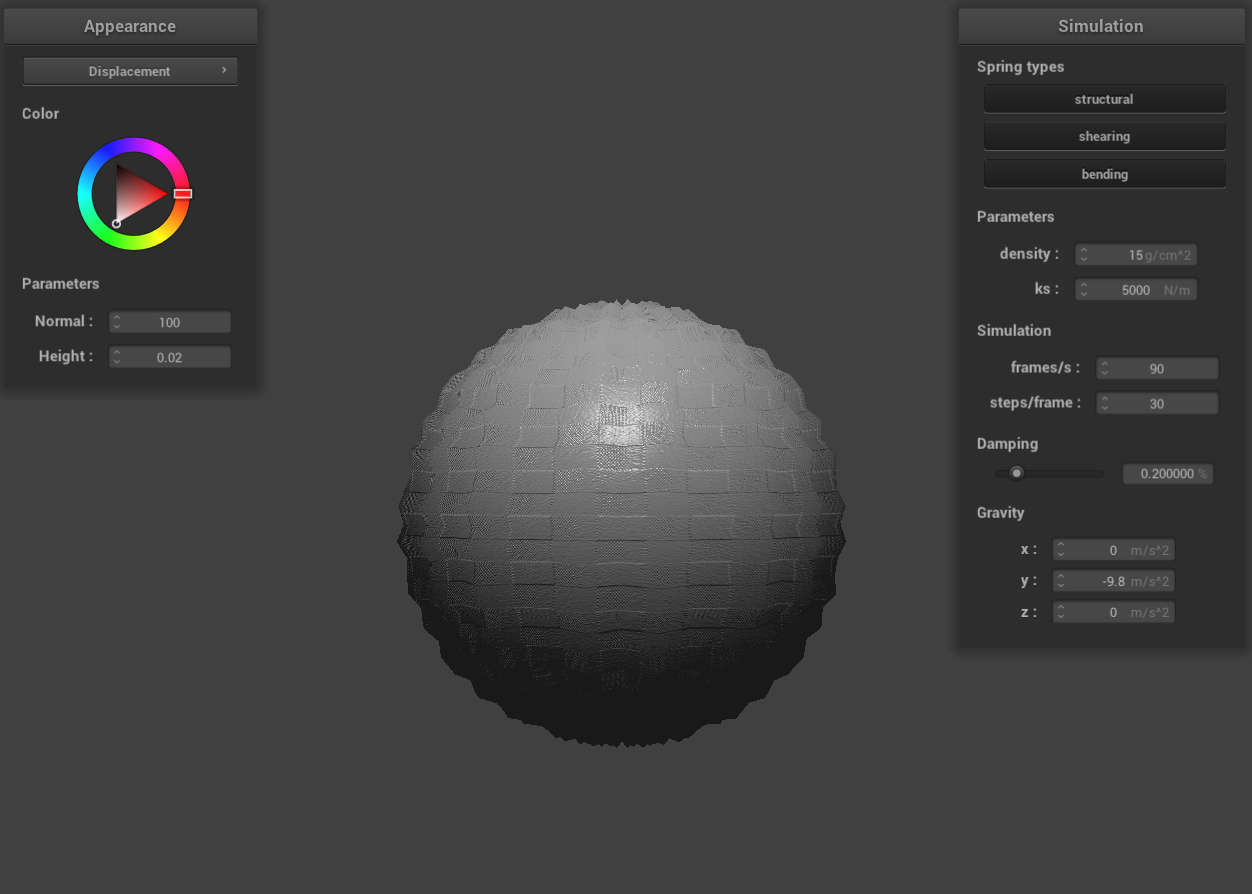 Appearance
Displacement
Color
Parameters
Normal : 100
Height : 0.02
Simulation
Spring types
structural
shearing
bending
Parameters
density : 15 g/cm^2
ks : 5000 N/m
Simulation
frames/s : 90
steps/frame : 30
Damping
0.200000 %
Gravity
x : 0 m/s^2
y : -9.8 m/s^2
z : 0 m/s^2